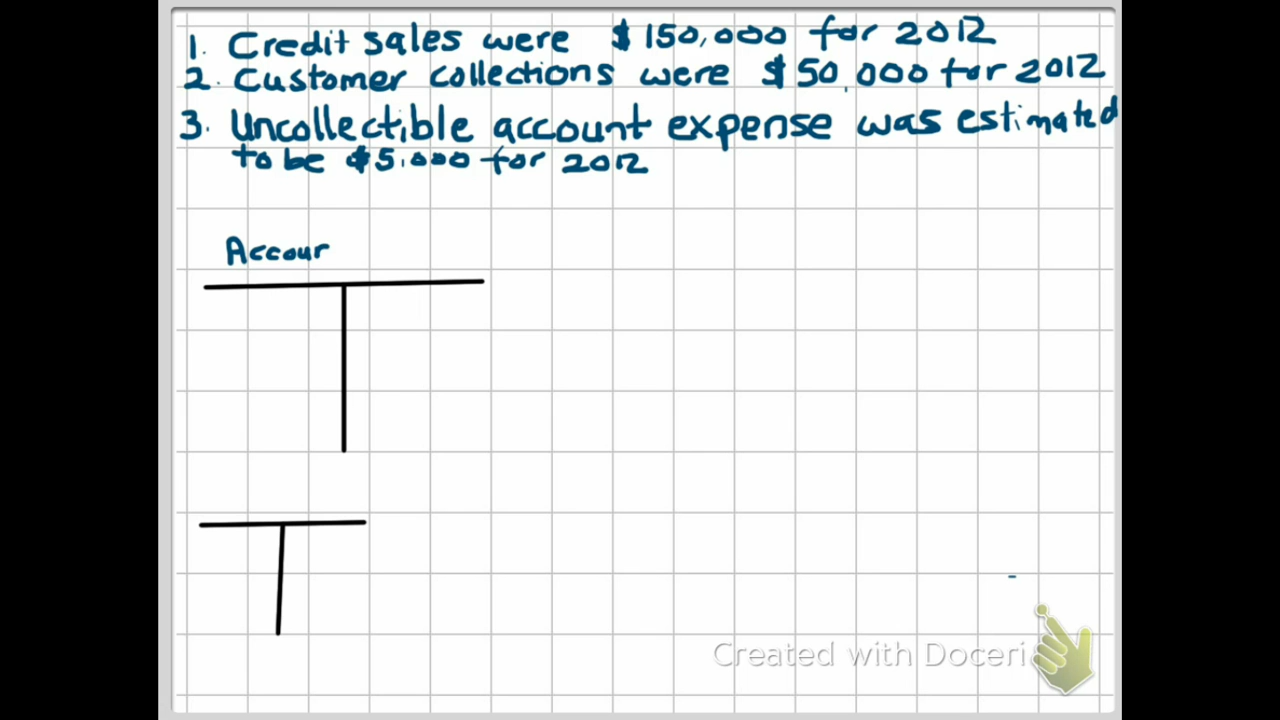 1. Credit sales were $150,000 for 2012
2. Customer collections were $50,000 for 2012
3. Uncollectible account expense was estimated
to be $5,000 for 2012
Accour
Created with Doceri